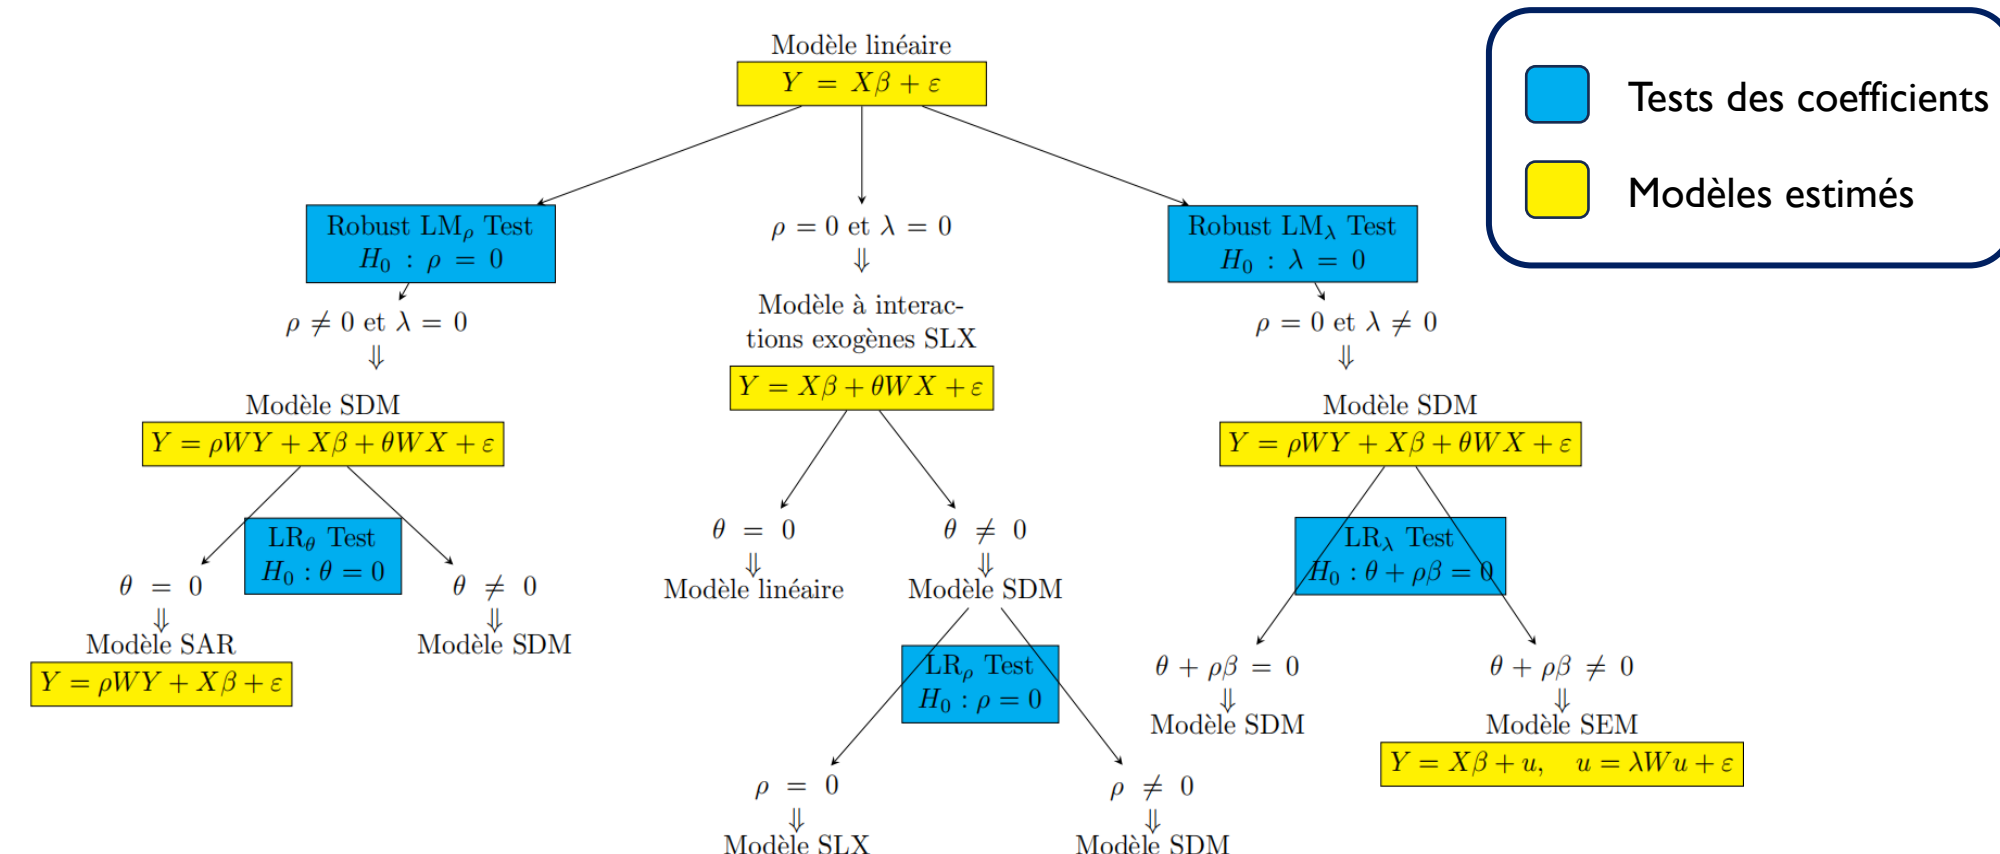 Modèle linéaire
Y = Xβ + ε
Tests des coefficients
Modèles estimés
Robust LMρ Test
H₀ : ρ = 0
ρ = 0 et λ = 0
⇓
Robust LMλ Test
H₀ : λ = 0
ρ ≠ 0 et λ = 0
⇓
Modèle à interac-
tions exogènes SLX
Y = Xβ + θWX + ε
ρ = 0 et λ ≠ 0
⇓
Modèle SDM
Y = ρWY + Xβ + θWX + ε
Modèle SDM
Y = ρWY + Xβ + θWX + ε
LRθ Test
H₀ : θ = 0
θ = 0
⇓
Modèle SAR
Y = ρWY + Xβ + ε
θ ≠ 0
⇓
Modèle SDM
θ = 0
⇓
Modèle linéaire
θ ≠ 0
⇓
Modèle SDM
LRρ Test
H₀ : ρ = 0
ρ = 0
⇓
Modèle SLX
ρ ≠ 0
⇓
Modèle SDM
LRλ Test
H₀ : θ + ρβ = 0
θ + ρβ = 0
⇓
Modèle SDM
θ + ρβ ≠ 0
⇓
Modèle SEM
Y = Xβ + u, u = λWu + ε